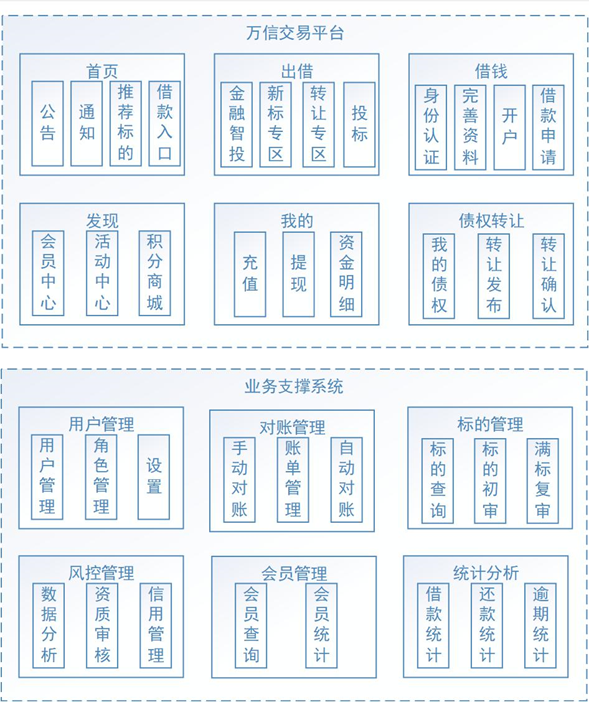 万信交易平台
首页
公告
通知
推荐标的
借款入口
出借
金融智投
新标专区
转让专区
投标
借钱
身份认证
完善资料
开户
借款申请
发现
会员中心
活动中心
积分商城
我的
充值
提现
资金明细
债权转让
我的债权
转让发布
转让确认
业务支撑系统
用户管理
用户管理
角色管理
设置
对账管理
手动对账
账单管理
自动对账
标的管理
标的查询
标的初审
满标复审
风控管理
数据分析
资质审核
信用管理
会员管理
会员查询
会员统计
统计分析
借款统计
还款统计
逾期统计